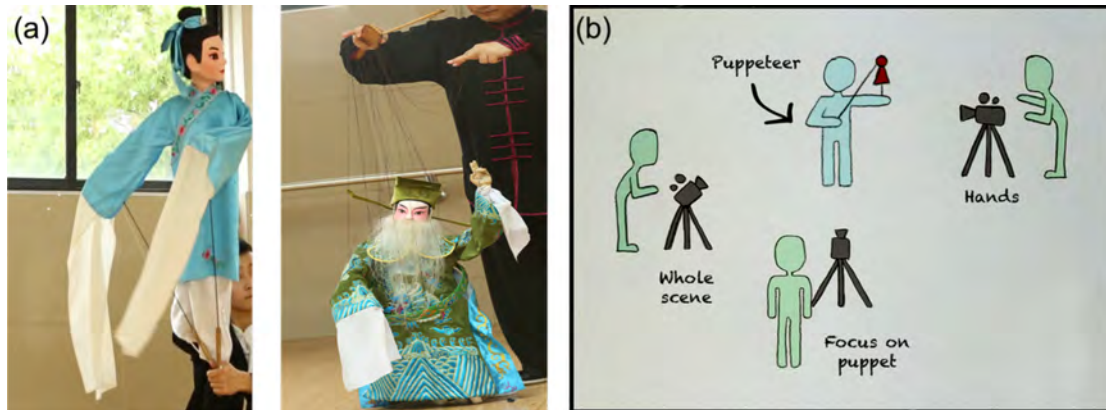 (a)
(b)
Puppeteer
Hands
Whole
scene
Focus on
puppet